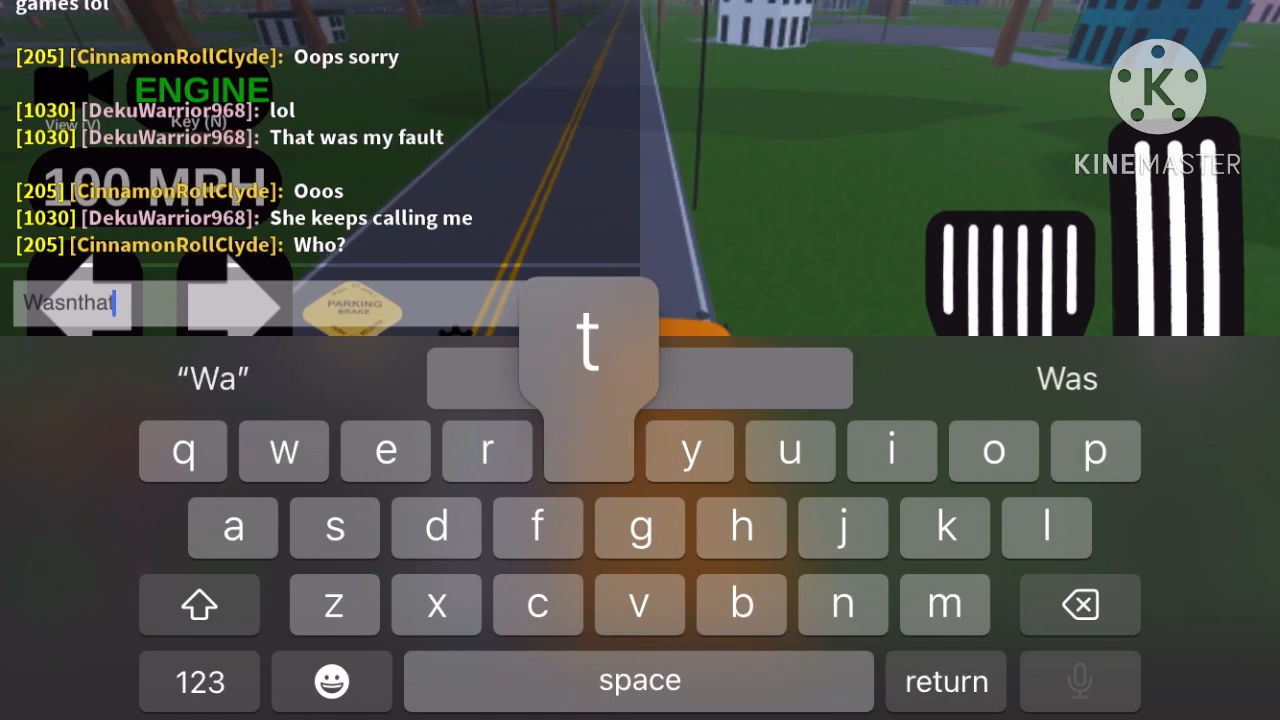 games lol
[205] [CinnamonRollClyde]: Oops sorry
ENGINE
[1030] [DekuWarrior968]: lol
View (V)
Key (N)
[1030] [DekuWarrior968]: That was my fault
100 MPH
[205] [CinnamonRollClyde]: Ooos
[1030] [DekuWarrior968]: She keeps calling me
[205] [CinnamonRollClyde]: Who?
K
KINEMASTER
Wasnthat
PARKING
BRAKE
t
“Wa”
Was
q w e r y u i o p
a s d f g h j k l
z x c v b n m
123
space
return